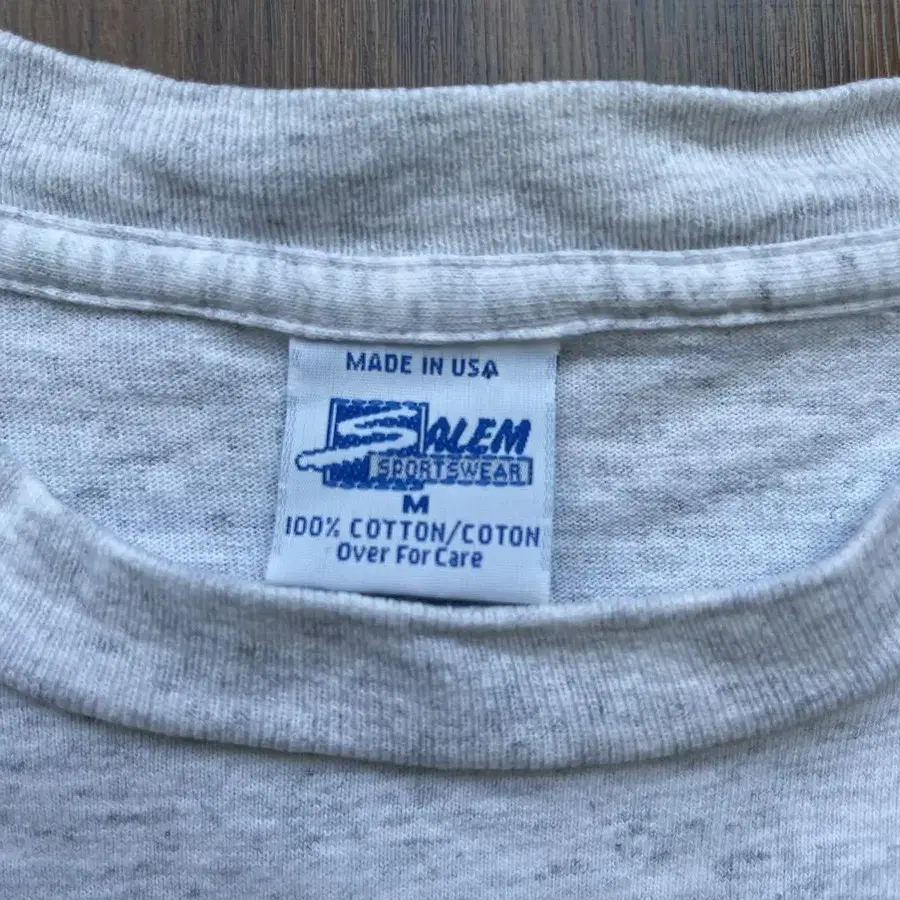 MADE IN USA
SALEM
SPORTSWEAR
M
100% COTTON/COTON
Over For Care